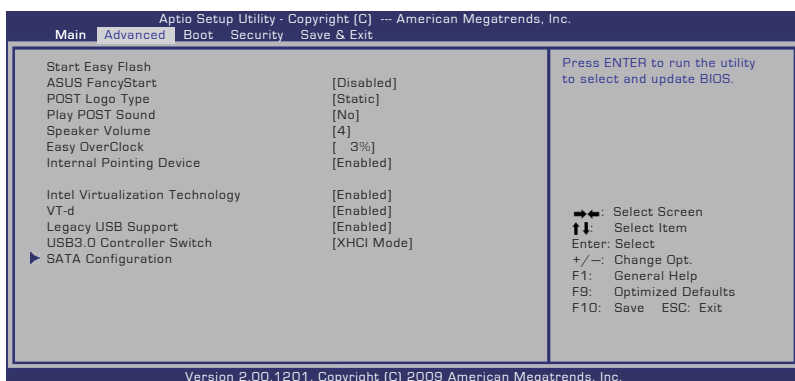 Aptio Setup Utility - Copyright (C) --- American Megatrends, Inc.
Main Advanced Boot Security Save & Exit
Start Easy Flash
ASUS FancyStart [Disabled]
POST Logo Type [Static]
Play POST Sound [No]
Speaker Volume [4]
Easy OverClock [ 3%]
Internal Pointing Device [Enabled]
Intel Virtualization Technology [Enabled]
VT-d [Enabled]
Legacy USB Support [Enabled]
USB3.0 Controller Switch [XHCI Mode]
SATA Configuration
Press ENTER to run the utility
to select and update BIOS.
→←: Select Screen
↑↓: Select Item
Enter: Select
+/—: Change Opt.
F1: General Help
F9: Optimized Defaults
F10: Save ESC: Exit
Version 2.00.1201. Copyright (C) 2009 American Megatrends, Inc.